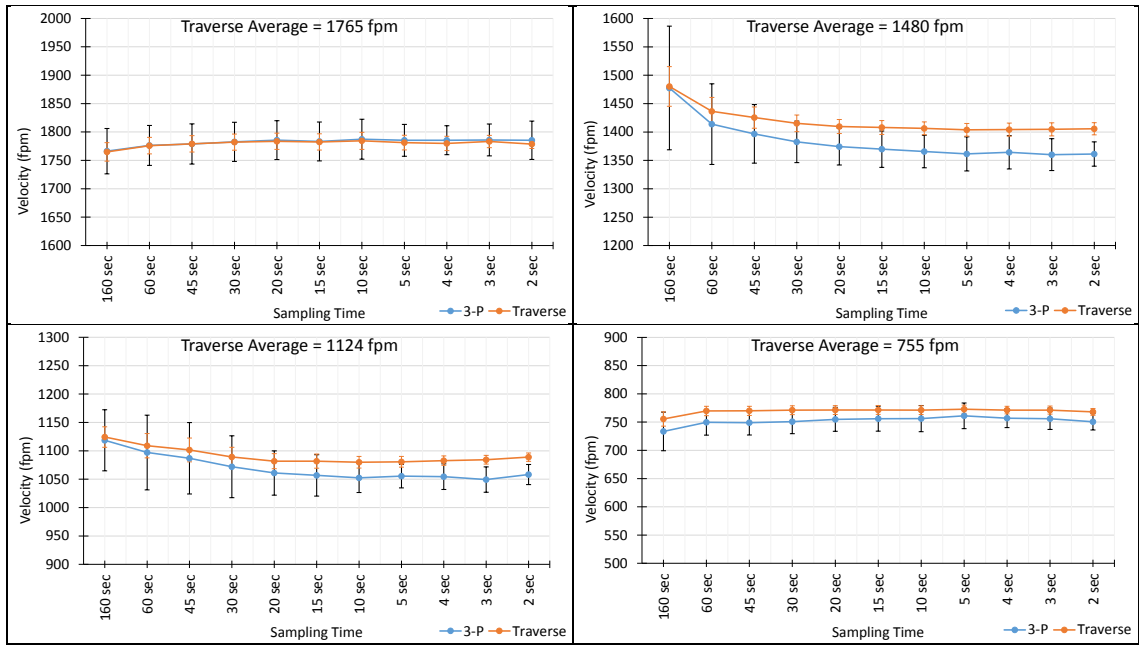 Traverse Average = 1765 fpm
2000
1950
1900
1850
1800
1750
1700
1650
1600
Velocity (fpm)
160 sec
60 sec
45 sec
30 sec
20 sec
15 sec
10 sec
5 sec
4 sec
3 sec
2 sec
Sampling Time
3-P
Traverse
Traverse Average = 1480 fpm
1600
1550
1500
1450
1400
1350
1300
1250
1200
Velocity (fpm)
160 sec
60 sec
45 sec
30 sec
20 sec
15 sec
10 sec
5 sec
4 sec
3 sec
2 sec
Sampling Time
3-P
Traverse
Traverse Average = 1124 fpm
1300
1250
1200
1150
1100
1050
1000
950
900
Velocity (fpm)
160 sec
60 sec
45 sec
30 sec
20 sec
15 sec
10 sec
5 sec
4 sec
3 sec
2 sec
Sampling Time
3-P
Traverse
Traverse Average = 755 fpm
900
850
800
750
700
650
600
550
500
Velocity (fpm)
160 sec
60 sec
45 sec
30 sec
20 sec
15 sec
10 sec
5 sec
4 sec
3 sec
2 sec
Sampling Time
3-P
Traverse